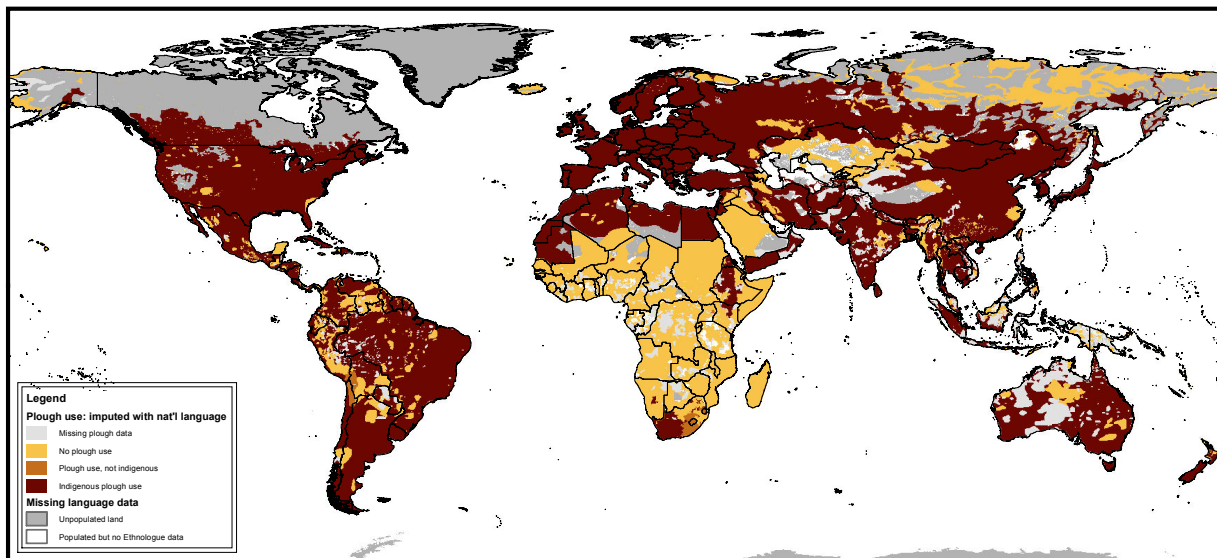 Legend
Plough use: imputed with nat'l language
Missing plough data
No plough use
Plough use, not indigenous
Indigenous plough use
Missing language data
Unpopulated land
Populated but no Ethnologue data